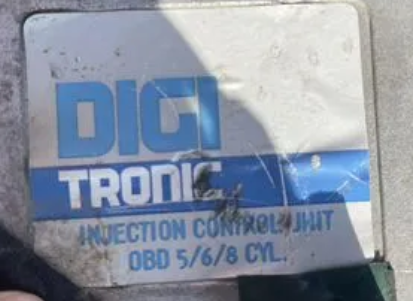 DIGI
TRONIC
INJECTION CONTROL UNIT
OBD 5/6/8 CYL.